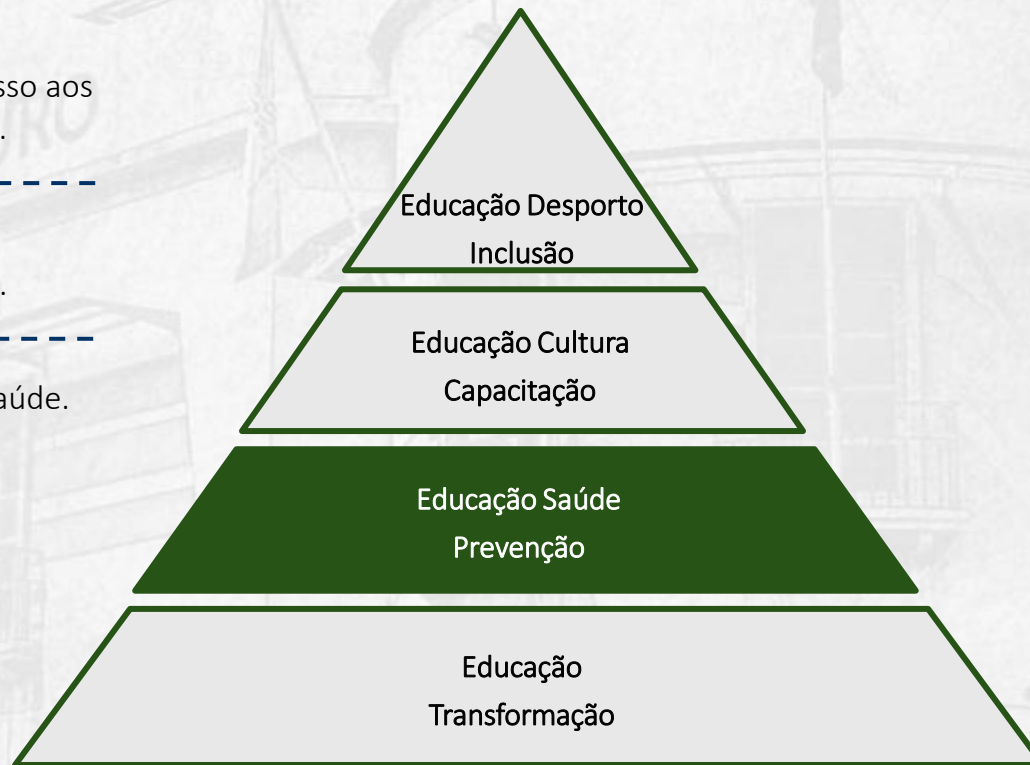 sso aos
.
.
aúde.
Educação Desporto
Inclusão
Educação Cultura
Capacitação
Educação Saúde
Prevenção
Educação
Transformação